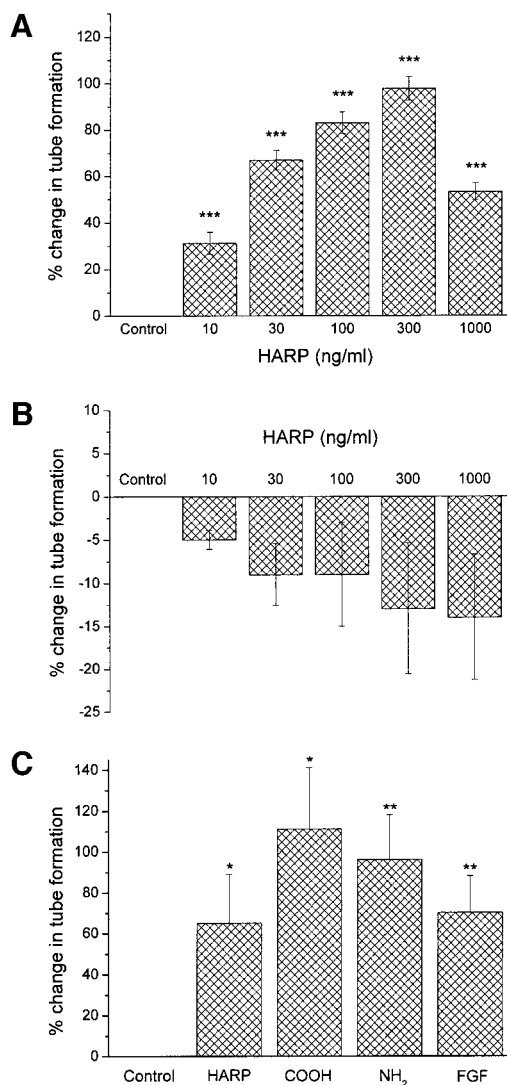 A
% change in tube formation
120
100
80
60
40
20
0
***
***
***
***
***
Control 10 30 100 300 1000
HARP (ng/ml)
B
% change in tube formation
10
5
0
-5
-10
-15
-20
-25
HARP (ng/ml)
Control 10 30 100 300 1000
C
% change in tube formation
140
120
100
80
60
40
20
0
*
*
**
**
Control HARP COOH NH₂ FGF